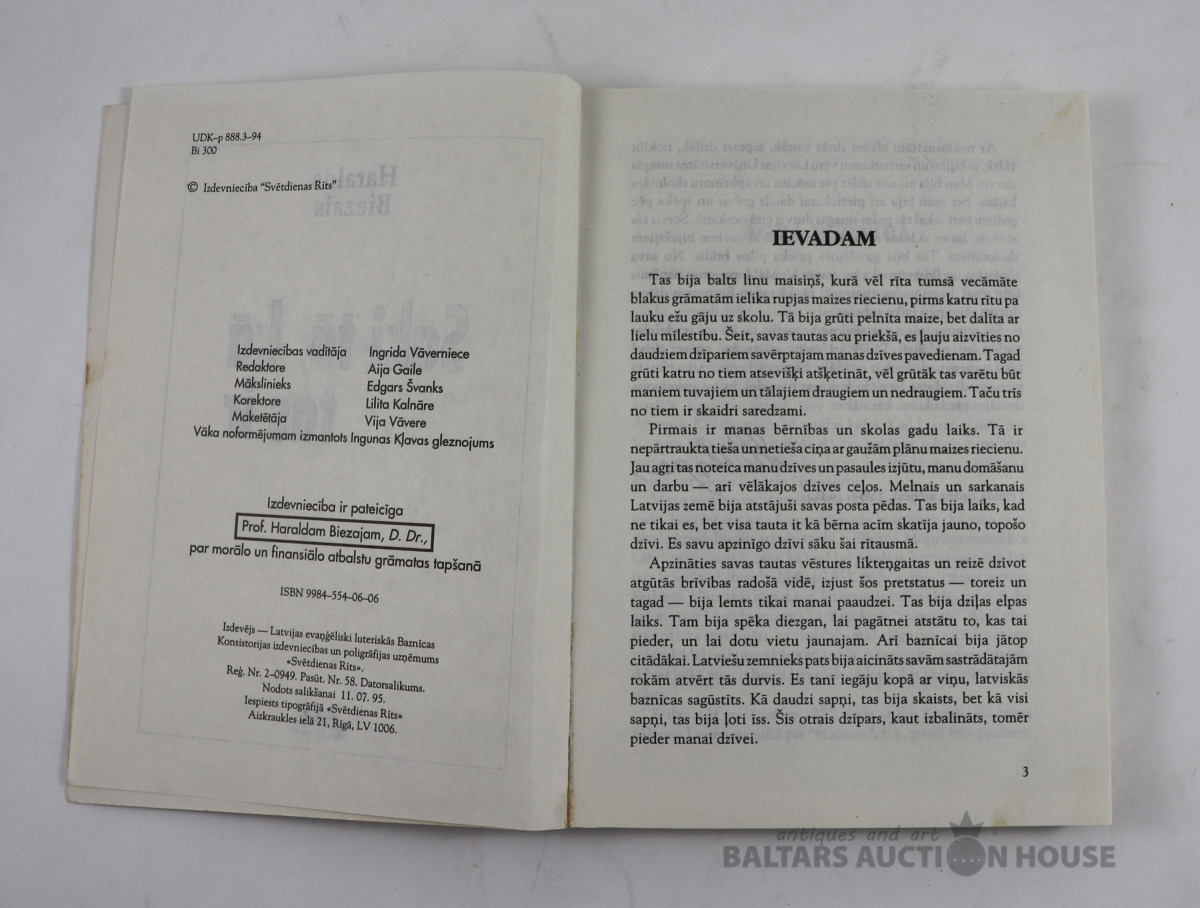 UDK–p 888.3–94
Bi 300
© Izdevniecība "Svētdienas Rīts"
Izdevniecības vadītāja Ingrida Vāverniece
Redaktore Aija Gaile
Mākslinieks Edgars Švanks
Korektore Lilita Kalnāre
Maketētāja Vija Vāvere
Vāka noformējumam izmantots Ingunas Kļavas gleznojums
Izdevniecība ir pateicīga
Prof. Haraldam Biezajam, D. Dr.,
par morālo un finansiālo atbalstu grāmatas tapšanā
ISBN 9984–554–06–06
Izdevējs — Latvijas evaņģēliski luteriskās Baznīcas
Konsistorijas izdevniecības un poligrāfijas uzņēmums
«Svētdienas Rīts».
Reģ. Nr. 2–0949. Pasūt. Nr. 58. Datorsalikums.
Nodots salikšanai 11. 07. 95.
Iespiests tipogrāfijā «Svētdienas Rīts»
Aizkraukles ielā 21, Rīgā, LV 1006.
IEVADAM
Tas bija balts linu maisiņš, kurā vēl rīta tumsā vecāmāte
blakus grāmatām ielika rupjas maizes riecienu, pirms katru rītu pa
lauku ežu gāju uz skolu. Tā bija grūti pelnīta maize, bet dalīta ar
lielu mīlestību. Šeit, savas tautas acu priekšā, es ļauju aizvīties no
daudziem dzīpariem savērptajam manas dzīves pavedienam. Tagad
grūti katru no tiem atsevišķi atšķetināt, vēl grūtāk tas varētu būt
maniem tuvajiem un tālajiem draugiem un nedraugiem. Taču trīs
no tiem ir skaidri saredzami.
Pirmais ir manas bērnības un skolas gadu laiks. Tā ir
nepārtraukta tieša un netieša cīņa ar gaužām plānu maizes riecienu.
Jau agri tas noteica manu dzīves un pasaules izjūtu, manu domāšanu
un darbu — arī vēlākajos dzīves ceļos. Melnais un sarkanais
Latvijas zemē bija atstājuši savas posta pēdas. Tas bija laiks, kad
ne tikai es, bet visa tauta it kā bērna acīm skatīja jauno, topošo
dzīvi. Es savu apzinīgo dzīvi sāku šai rītausmā.
Apzināties savas tautas vēstures likteņgaitas un reizē dzīvot
atgūtās brīvības radošā vidē, izjust šos pretstatus — toreiz un
tagad — bija lemts tikai manai paaudzei. Tas bija dziļas elpas
laiks. Tam bija spēka diezgan, lai pagātnei atstātu to, kas tai
pieder, un lai dotu vietu jaunajam. Arī baznīcai bija jātop
citādākai. Latviešu zemnieks pats bija aicināts savām sastrādātajām
rokām atvērt tās durvis. Es tanī iegāju kopā ar viņu, latviskās
baznīcas sagūstīts. Kā daudzi sapņi, tas bija skaists, bet kā visi
sapņi, tas bija ļoti īss. Šis otrais dzīpars, kaut izbalināts, tomēr
pieder manai dzīvei.
3
antiques and art
BALTARS AUCTION HOUSE